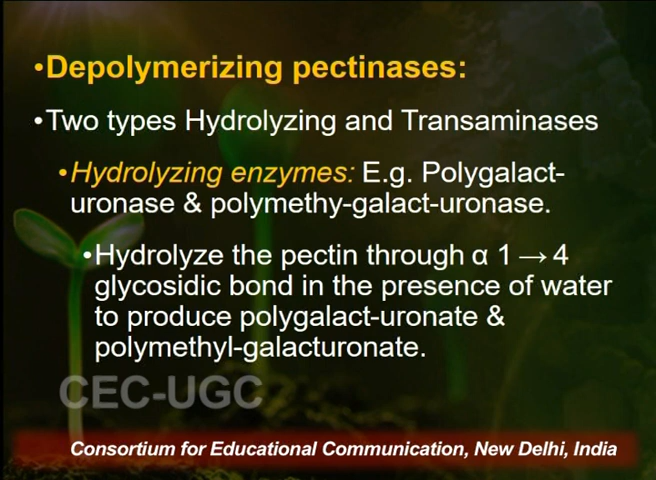 •Depolymerizing pectinases:
•Two types Hydrolyzing and Transaminases
•Hydrolyzing enzymes: E.g. Polygalact-
uronase & polymethy-galact-uronase.
•Hydrolyze the pectin through α 1→4
glycosidic bond in the presence of water
to produce polygalact-uronate &
polymethyl-galacturonate.
CEC-UGC
Consortium for Educational Communication, New Delhi, India